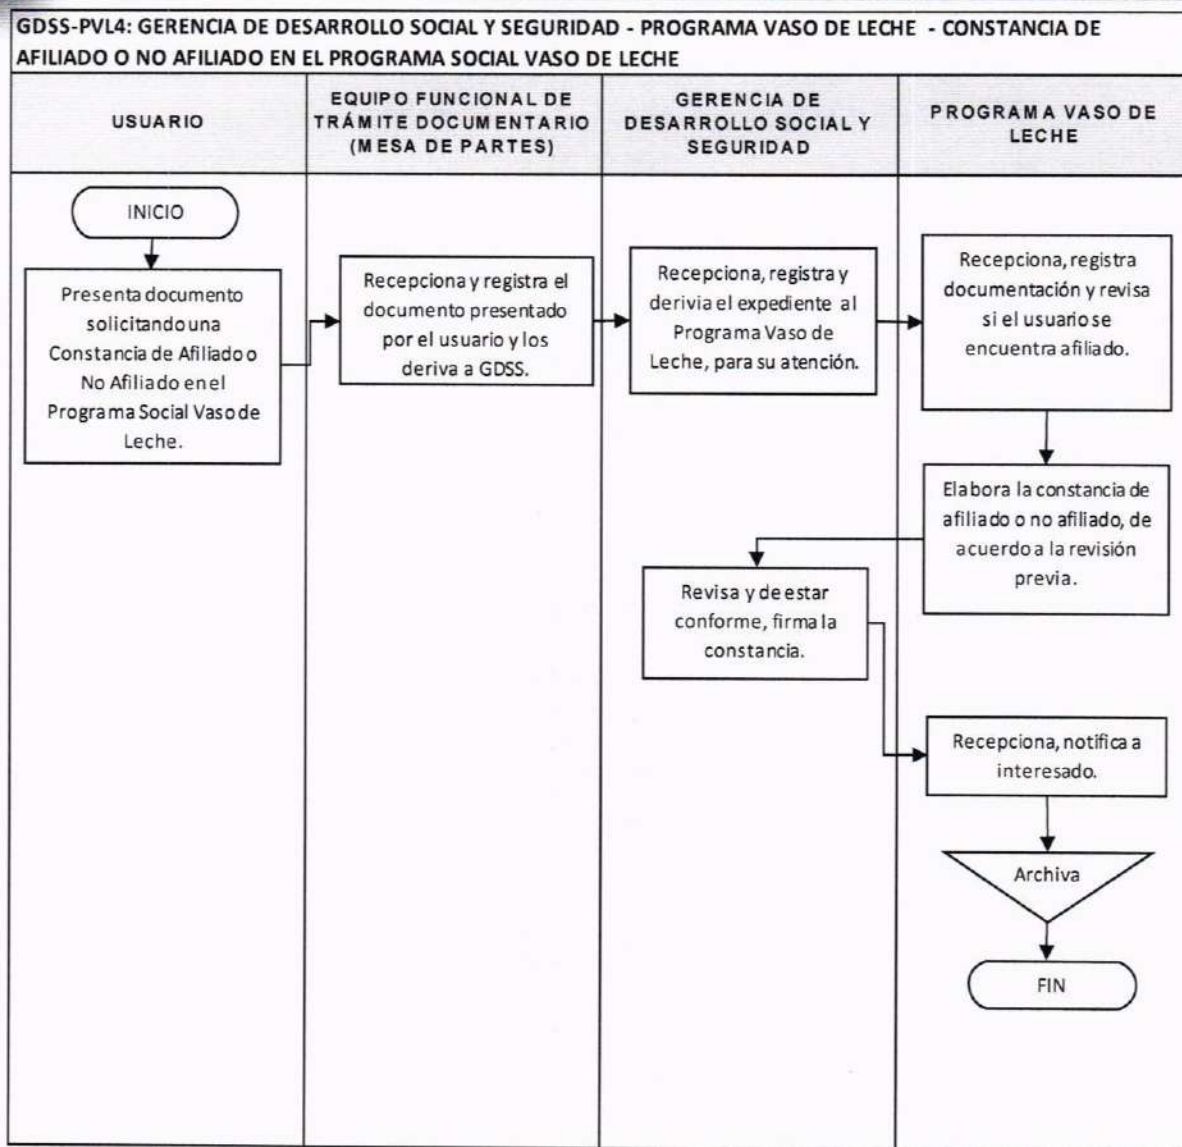 GDSS-PVL4: GERENCIA DE DESARROLLO SOCIAL Y SEGURIDAD - PROGRAMA VASO DE LECHE - CONSTANCIA DE
AFILIADO O NO AFILIADO EN EL PROGRAMA SOCIAL VASO DE LECHE
USUARIO
EQUIPO FUNCIONAL DE
TRÁMITE DOCUMENTARIO
(MESA DE PARTES)
GERENCIA DE
DESARROLLO SOCIAL Y
SEGURIDAD
PROGRAMA VASO DE
LECHE
INICIO
Presenta documento
solicitando una
Constancia de Afiliado o
No Afiliado en el
Programa Social Vaso de
Leche.
Recepciona y registra el
documento presentado
por el usuario y los
deriva a GDSS.
Recepciona, registra y
derivia el expediente al
Programa Vaso de
Leche, para su atención.
Recepciona, registra
documentación y revisa
si el usuario se
encuentra afiliado.
Elabora la constancia de
afiliado o no afiliado, de
acuerdo a la revisión
previa.
Revisa y de estar
conforme, firma la
constancia.
Recepciona, notifica a
interesado.
Archiva
FIN